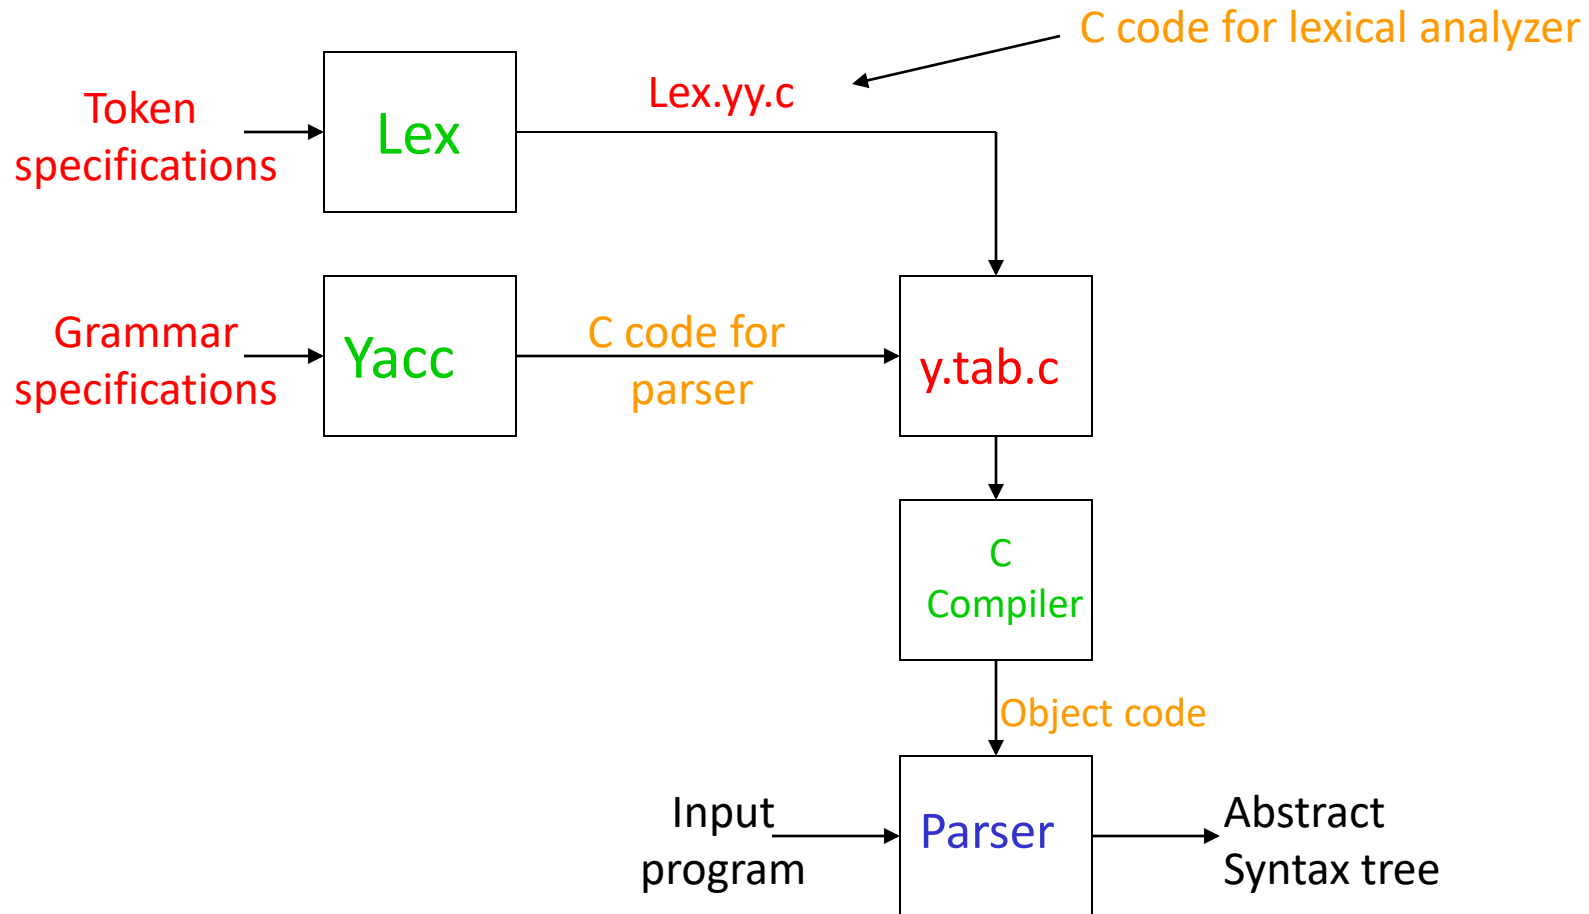 C code for lexical analyzer
Lex.yy.c
Token
specifications
Lex
Grammar
specifications
Yacc
C code for
parser
y.tab.c
C
Compiler
Object code
Input
program
Parser
Abstract
Syntax tree